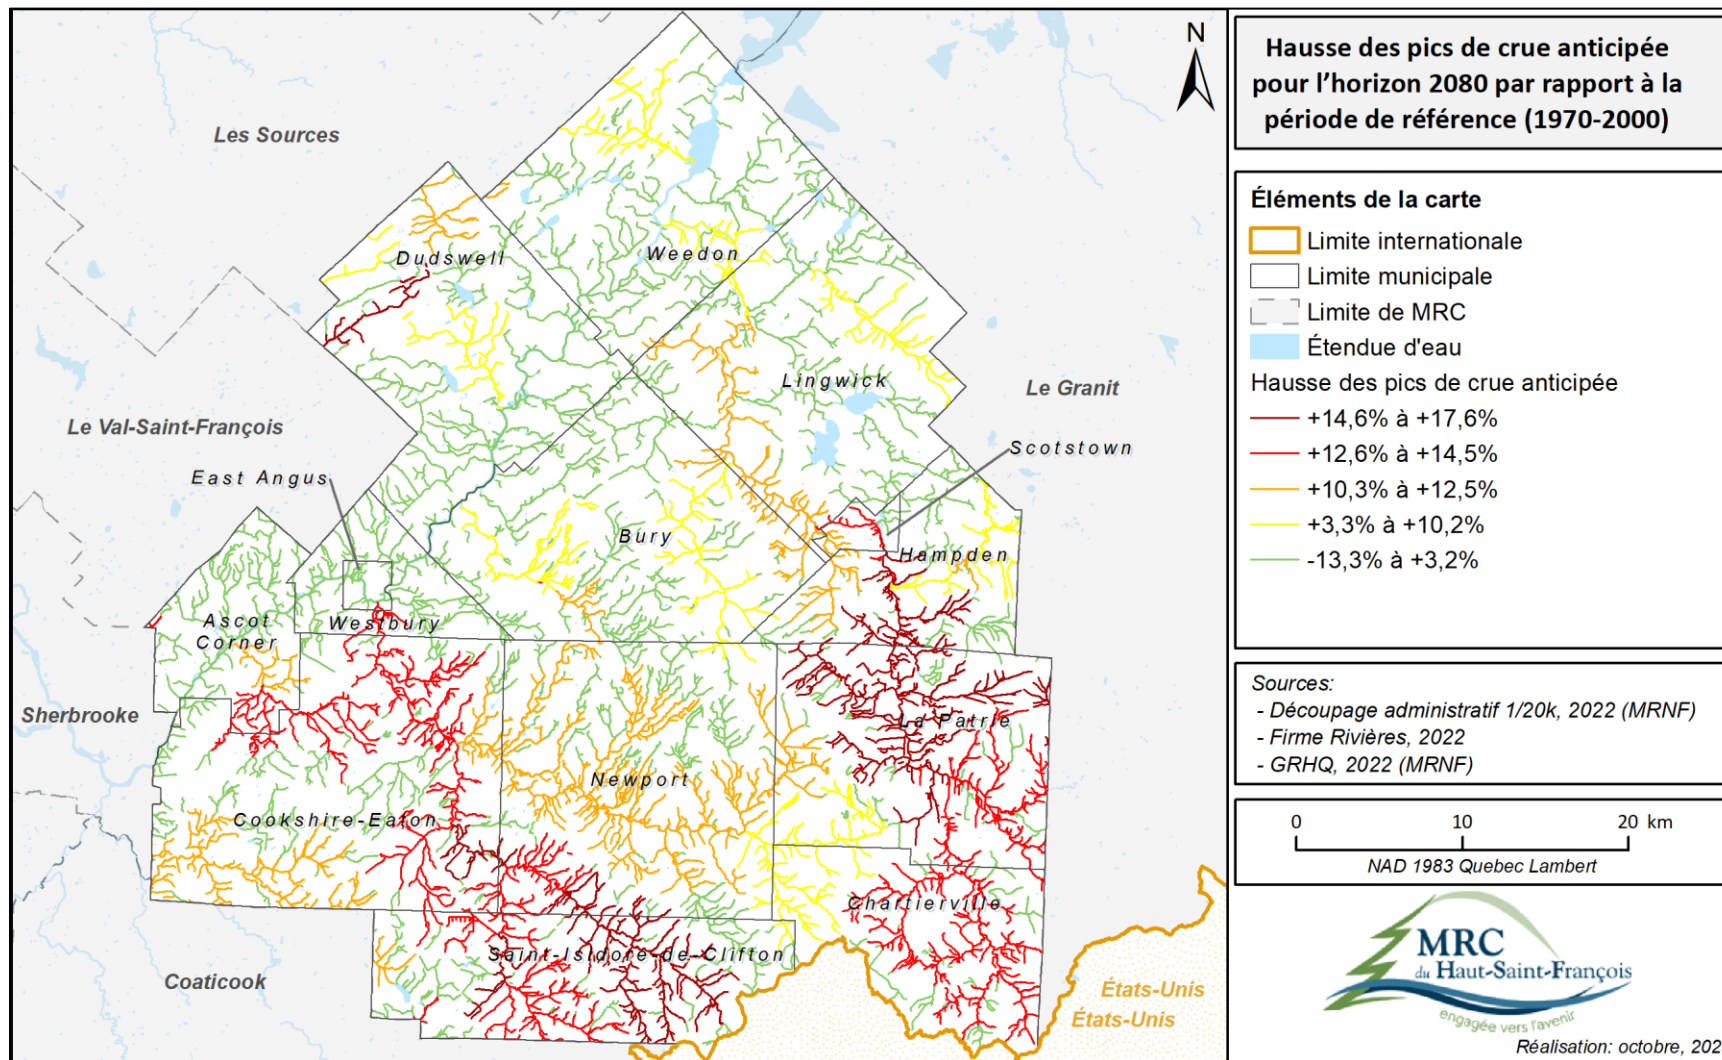 Les Sources
Dudswell
Weedon
Le Val-Saint-François
Lingwick
Le Granit
Scotstown
East Angus
Bury
Hampden
Ascot
Corner
Westbury
Sherbrooke
La Patrie
Newport
Cookshire-Eaton
Chartierville
Saint-Isidore-de-Clifton
Coaticook
États-Unis
États-Unis
N
Hausse des pics de crue anticipée
pour l'horizon 2080 par rapport à la
période de référence (1970-2000)
Éléments de la carte
Limite internationale
Limite municipale
Limite de MRC
Étendue d'eau
Hausse des pics de crue anticipée
+14,6% à +17,6%
+12,6% à +14,5%
+10,3% à +12,5%
+3,3% à +10,2%
-13,3% à +3,2%
Sources:
- Découpage administratif 1/20k, 2022 (MRNF)
- Firme Rivières, 2022
- GRHQ, 2022 (MRNF)
0 10 20 km
NAD 1983 Quebec Lambert
MRC
du Haut-Saint-François
engagée vers l'avenir
Réalisation: octobre, 202